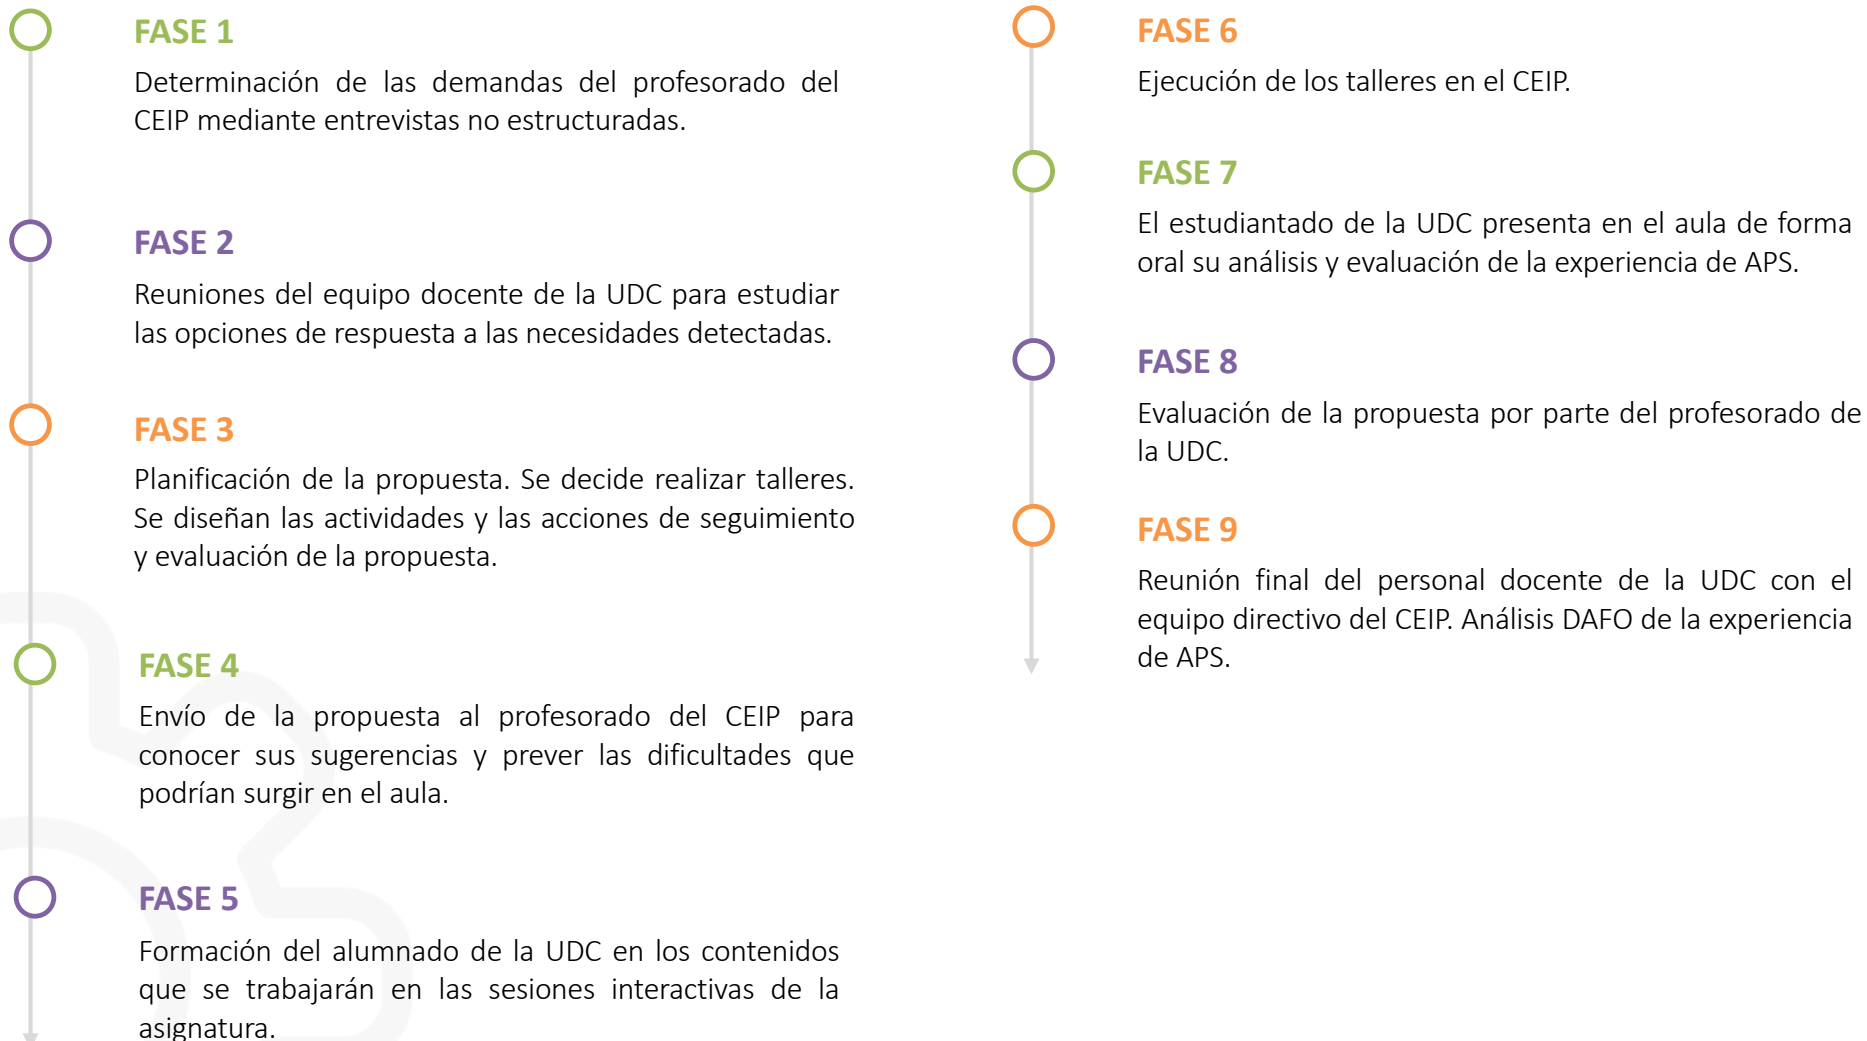 FASE 1
Determinación de las demandas del profesorado del
CEIP mediante entrevistas no estructuradas.
FASE 2
Reuniones del equipo docente de la UDC para estudiar
las opciones de respuesta a las necesidades detectadas.
FASE 3
Planificación de la propuesta. Se decide realizar talleres.
Se diseñan las actividades y las acciones de seguimiento
y evaluación de la propuesta.
FASE 4
Envío de la propuesta al profesorado del CEIP para
conocer sus sugerencias y prever las dificultades que
podrían surgir en el aula.
FASE 5
Formación del alumnado de la UDC en los contenidos
que se trabajarán en las sesiones interactivas de la
asignatura.
FASE 6
Ejecución de los talleres en el CEIP.
FASE 7
El estudiantado de la UDC presenta en el aula de forma
oral su análisis y evaluación de la experiencia de APS.
FASE 8
Evaluación de la propuesta por parte del profesorado de
la UDC.
FASE 9
Reunión final del personal docente de la UDC con el
equipo directivo del CEIP. Análisis DAFO de la experiencia
de APS.